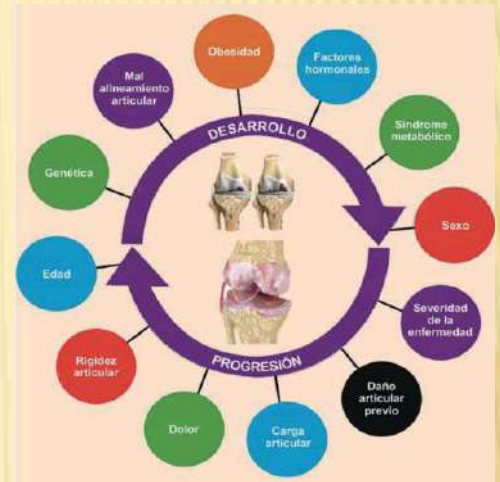 Obesidad
Factores
hormonales
Mal
alineamiento
articular
DESARROLLO
Síndrome
metabólico
Genética
Sexo
Edad
Severidad
de la
enfermedad
Rigidez
articular
PROGRESIÓN
Daño
articular
previo
Dolor
Carga
articular